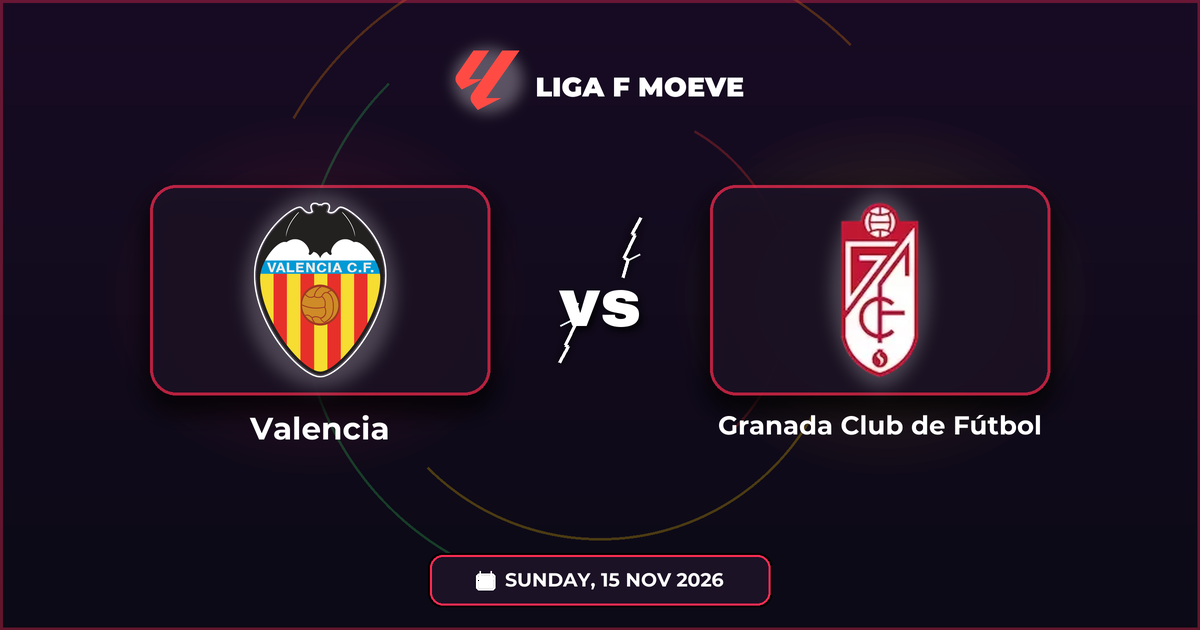 LIGA F MOEVE
VALENCIA C.F.
VS
Valencia
Granada Club de Fútbol
SUNDAY, 15 NOV 2026